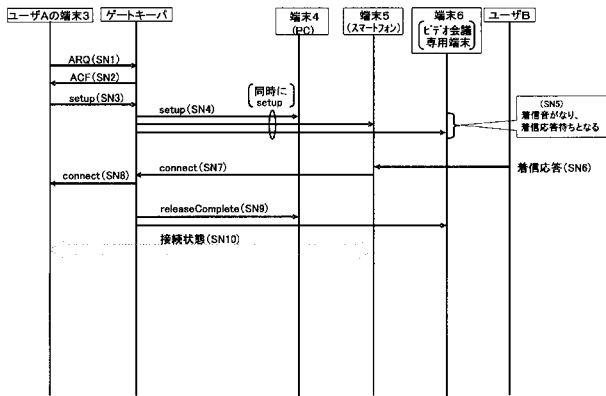 ユーザAの端末3
ゲートキーパ
端末4
(PC)
端末5
(スマートフォン)
端末6
ビデオ会議
専用端末
ユーザB
ARQ(SN1)
ACF(SN2)
setup(SN3)
setup(SN4)
同時に
setup
(SN5)
着信音がなり、
着信応答待ちとなる
connect(SN7)
着信応答(SN6)
connect(SN8)
releaseComplete(SN9)
接続状態(SN10)